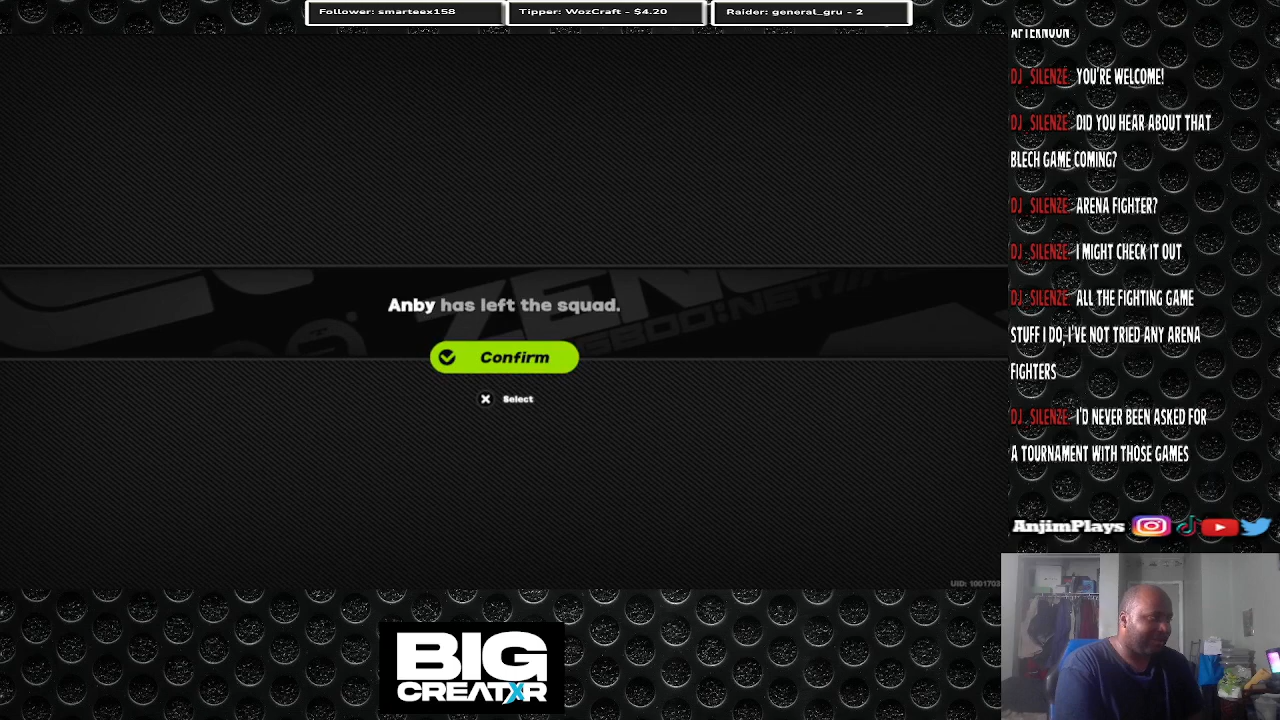 Follower: smarteex158
Tipper: WozCraft - $4.20
Raider: general_gru - 2
AFTERNOON
DJ_SILENZE: YOU'RE WELCOME!
DJ_SILENZE: DID YOU HEAR ABOUT THAT
BLECH GAME COMING?
DJ_SILENZE: ARENA FIGHTER?
DJ_SILENZE: I MIGHT CHECK IT OUT
DJ_SILENZE: ALL THE FIGHTING GAME
STUFF I DO, I'VE NOT TRIED ANY ARENA
FIGHTERS
DJ_SILENZE: I'D NEVER BEEN ASKED FOR
A TOURNAMENT WITH THOSE GAMES
Anby has left the squad.
Confirm
Select
UID: 1001703
AnjimPlays
BIG
CREATXR